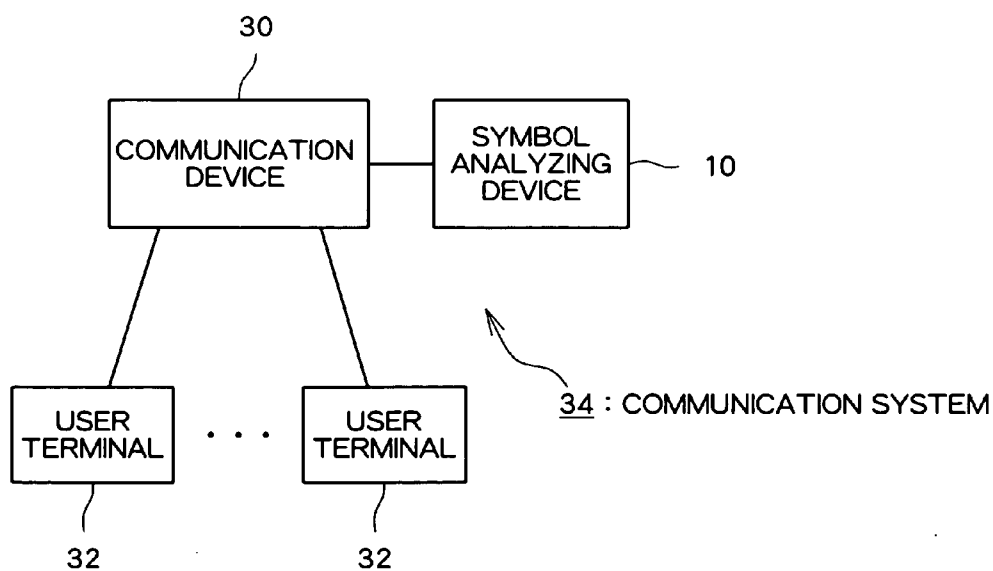 30
COMMUNICATION
DEVICE
SYMBOL
ANALYZING
DEVICE
10
34 : COMMUNICATION SYSTEM
USER
TERMINAL
. . .
USER
TERMINAL
32
32